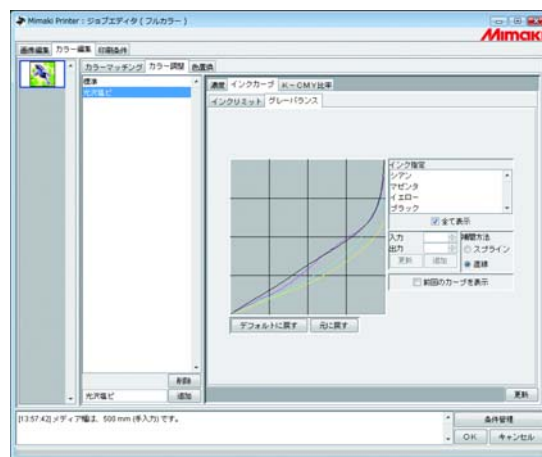 Mimaki Printer : ジョブエディタ ( フルカラー )
Mimaki
画像編集 カラー編集 印刷条件
カラーマッチング カラー調整 色置換
標準
光沢塩ビ
濃度 インクカーブ K-CMY比率
インクリミット グレーバランス
インク指定
シアン
マゼンタ
イエロー
ブラック
全て表示
入力
出力
更新 追加
補間方法
スプライン
直線
前回のカーブを表示
デフォルトに戻す 元に戻す
削除
光沢塩ビ 追加
更新
[13:57:42] メディア幅は、500 mm (手入力) です。
条件管理
OK キャンセル